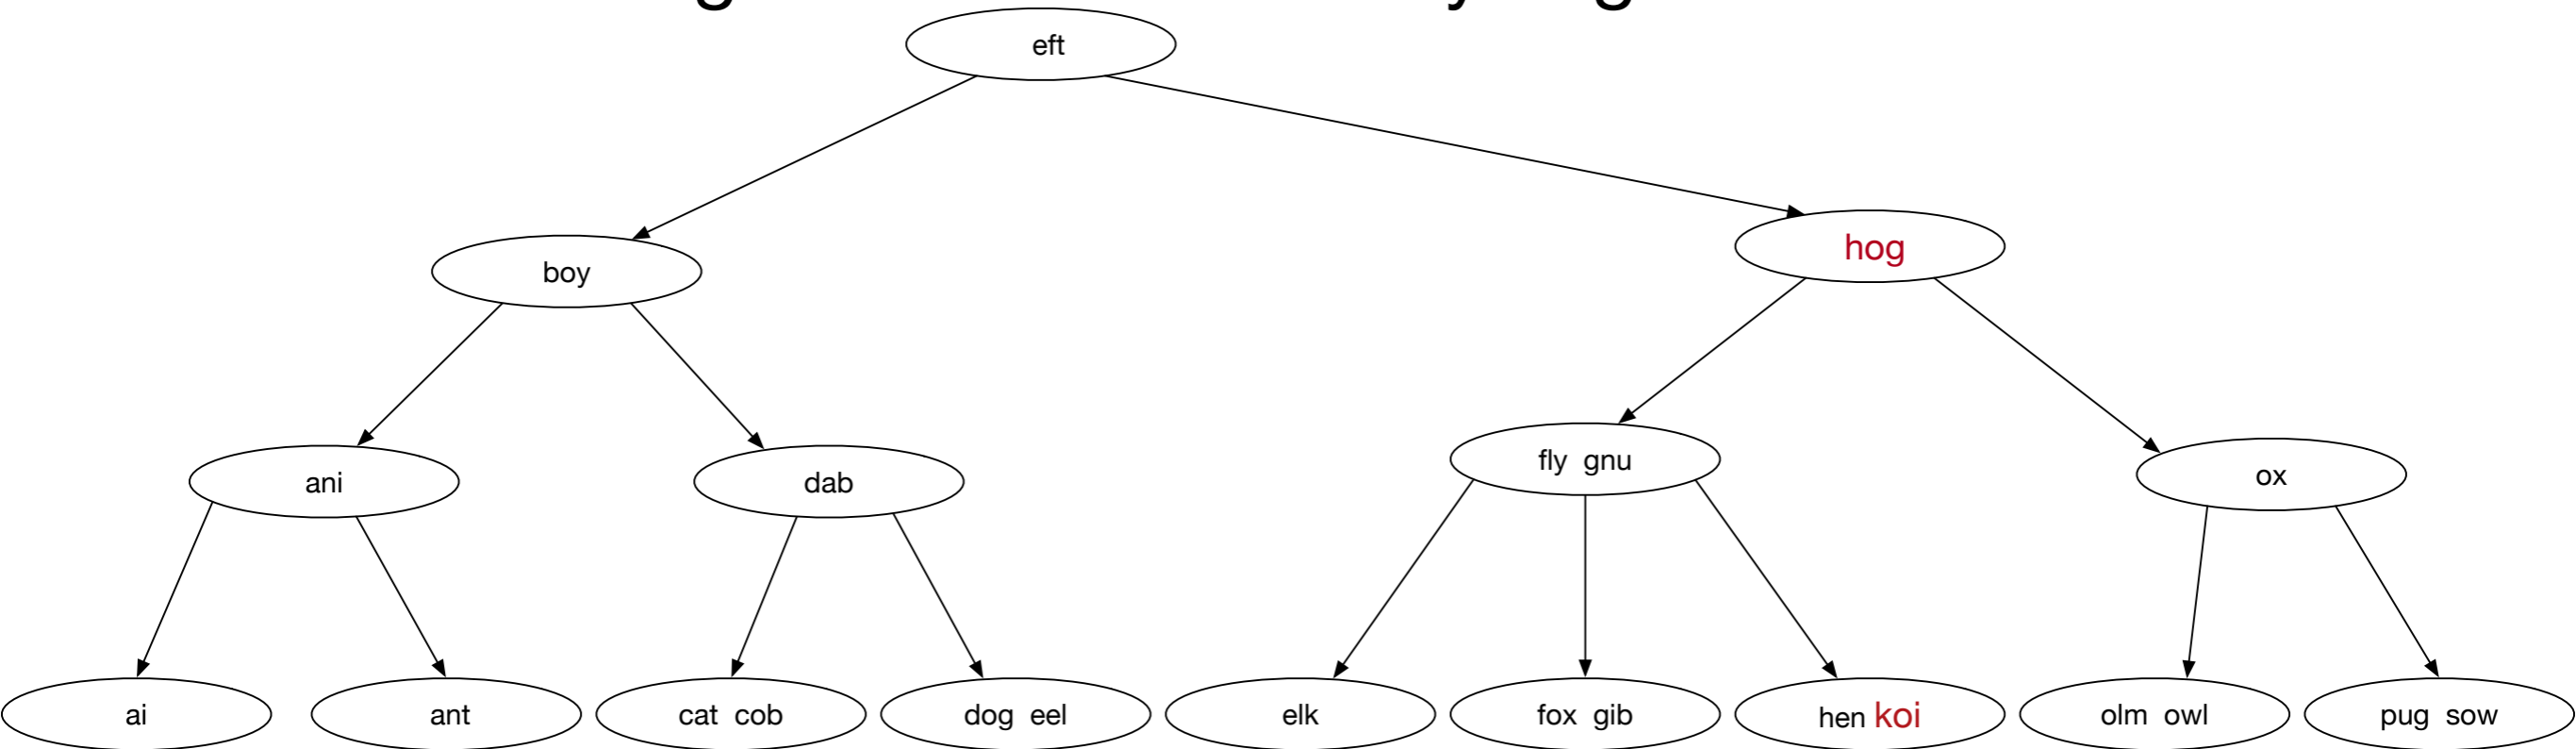 eft
boy
hog
ani
dab
fly gnu
ox
ai
ant
cat cob
dog eel
elk
fox gib
hen koi
olm owl
pug sow